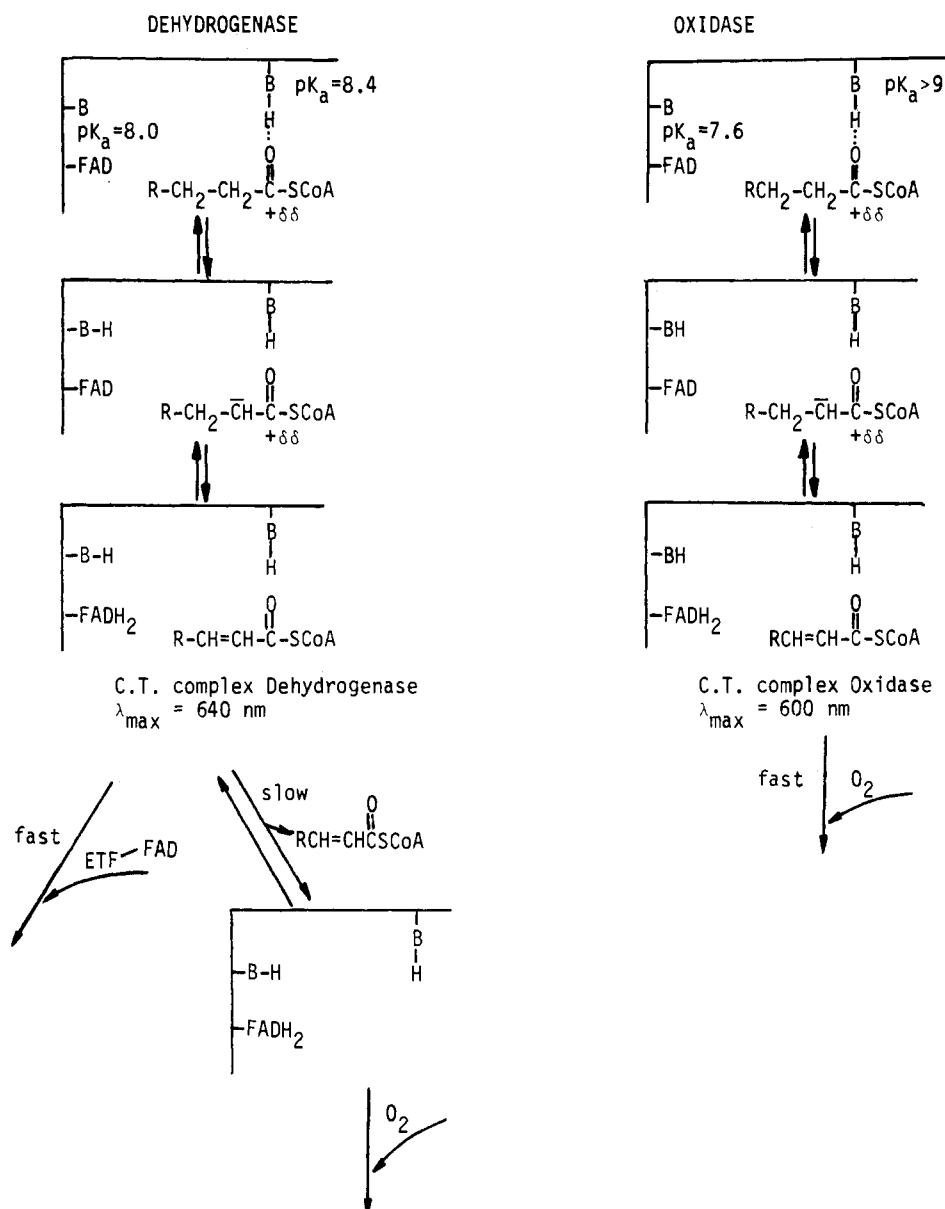 DEHYDROGENASE
B
pKa=8.4
H
B
pKa=8.0
O
FAD
R-CH2-CH2-C-SCoA
+δδ
B
B-H
H
O
FAD
R-CH2-C̄H-C-SCoA
+δδ
B
B-H
H
O
FADH2
R-CH=CH-C-SCoA
C.T. complex Dehydrogenase
λmax = 640 nm
slow
O
fast
RCH=CHCSCoA
ETF FAD
B
B-H
H
FADH2
O2
OXIDASE
B
pKa>9
H
B
pKa=7.6
O
FAD
RCH2-CH2-C-SCoA
+δδ
B
BH
H
O
FAD
R-CH2-C̄H-C-SCoA
+δδ
B
BH
H
O
FADH2
RCH=CH-C-SCoA
C.T. complex Oxidase
λmax = 600 nm
fast O2